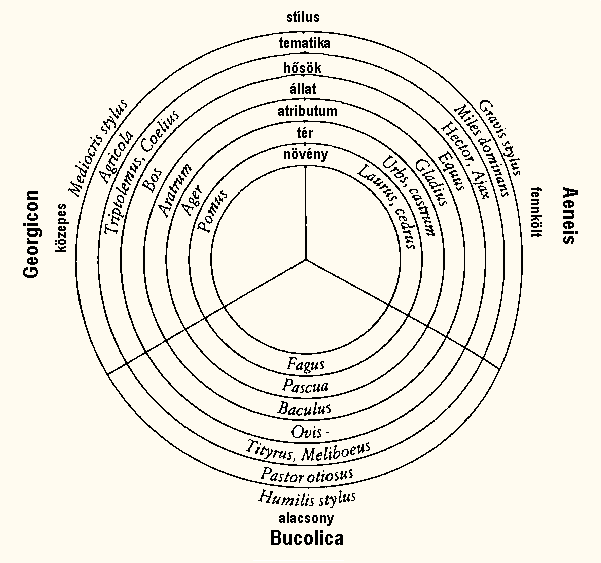 stílus
tematika
hősök
állat
atributum
tér
növény
Georgicon
közepes
Mediocris stylus
Agricola
Triptolemus, Coelius
Bos
Aratrum
Ager
Pomus
Gravis stylus
Miles dominans
Hector, Ajax
Equus
Gladius
Urbs, castrum
Laurus, cedrus
fennkölt
Aeneis
Fagus
Pascua
Baculus
Ovis -
Tityrus, Meliboeus
Pastor otiosus
Humilis stylus
alacsony
Bucolica